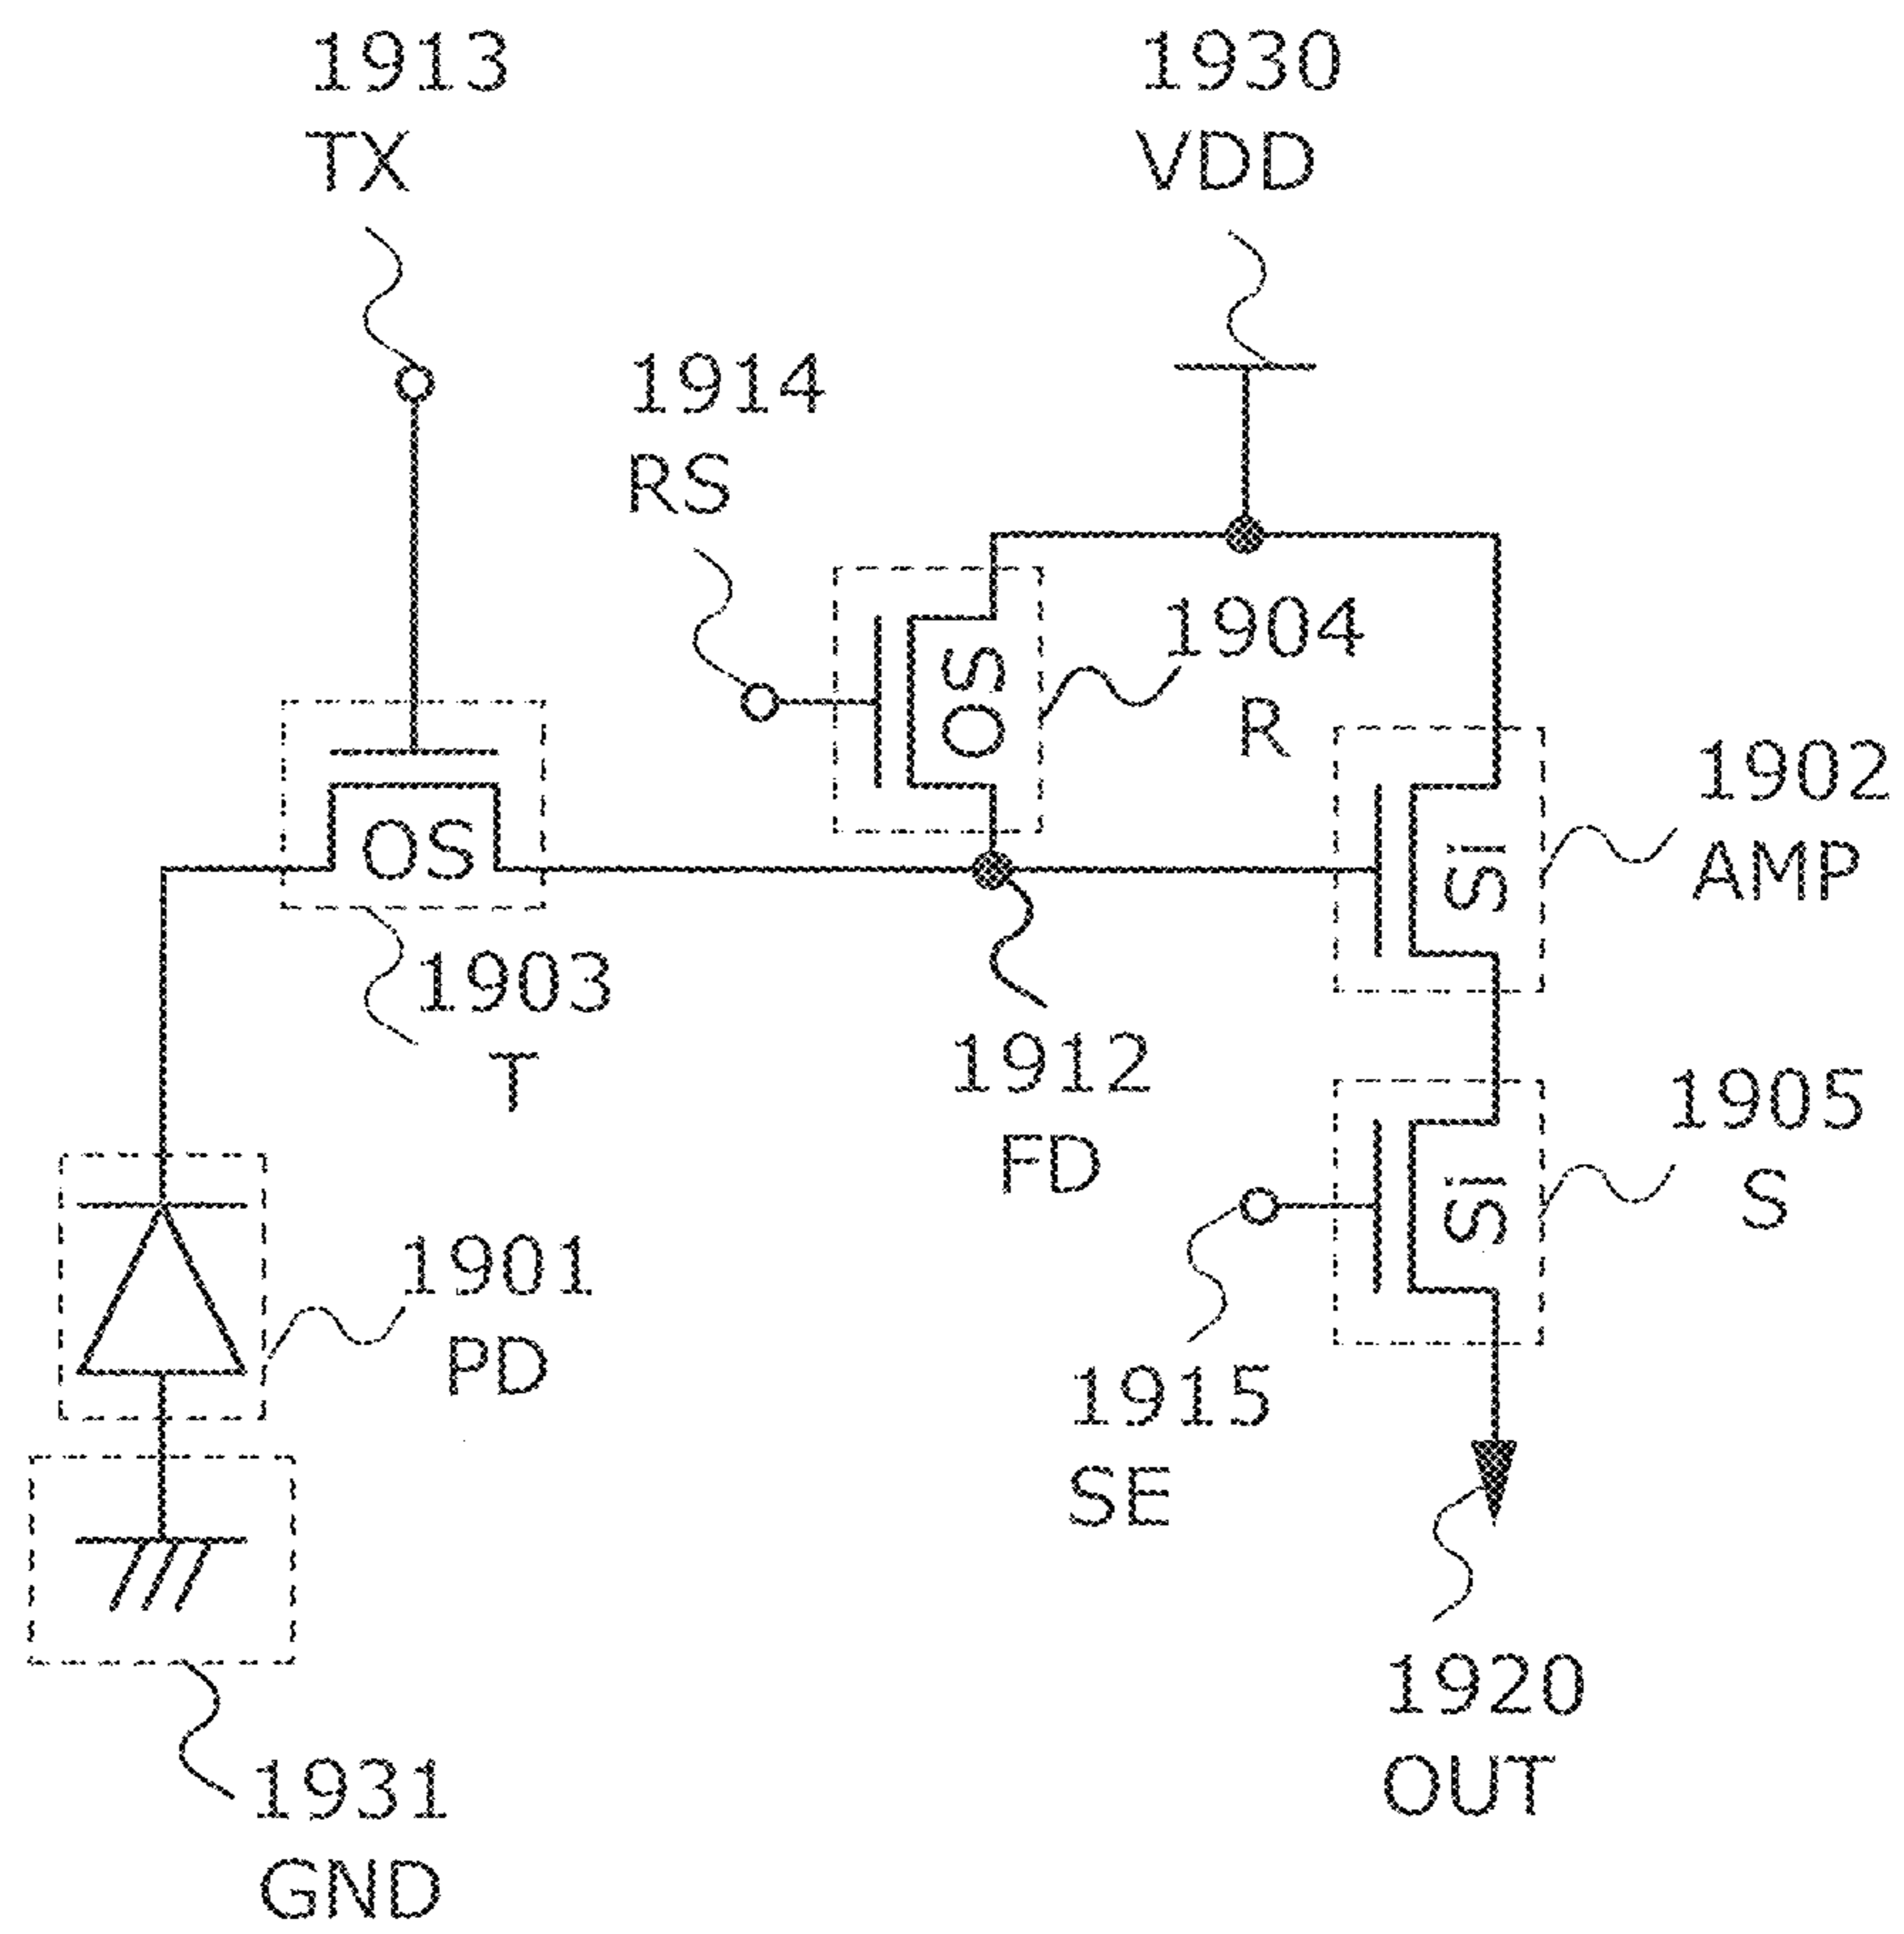 1913
TX
1930
VDD
1914
RS
OS
1904
R
OS
1903
T
Si
1902
AMP
1912
FD
Si
1905
S
1901
PD
1915
SE
1920
OUT
1931
GND